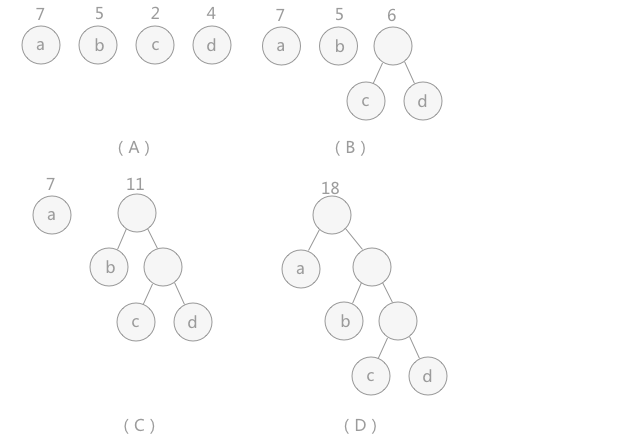 7 5 2 4 7 5 6
a b c d a b
c d
( A ) ( B )
7 11 18
a
b a
c d b
c d
( C ) ( D )